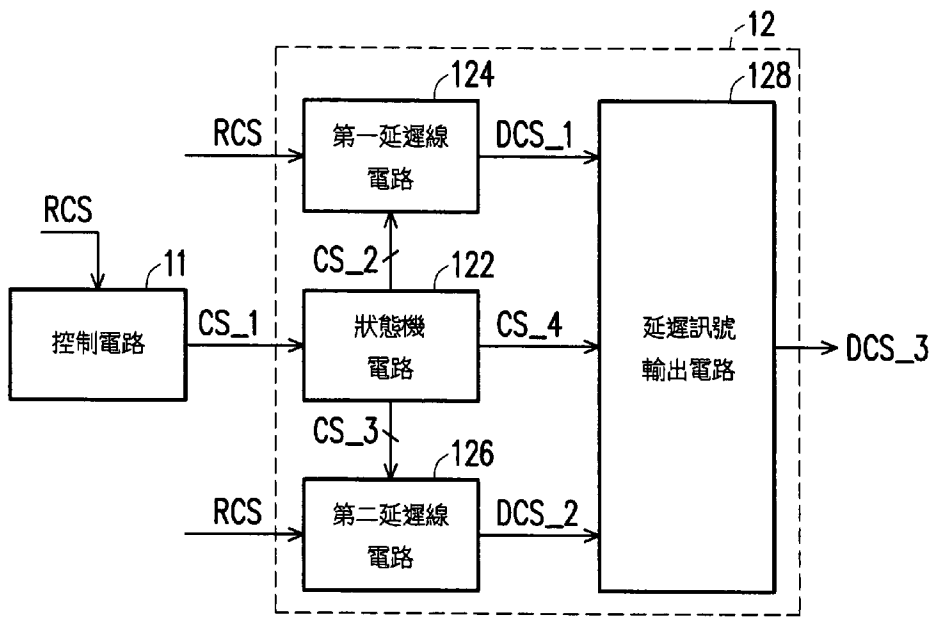 12
124
128
RCS
第一延遲線
電路
DCS_1
RCS
CS_2
11
122
控制電路
CS_1
狀態機
電路
CS_4
延遲訊號
輸出電路
DCS_3
CS_3
126
RCS
第二延遲線
電路
DCS_2